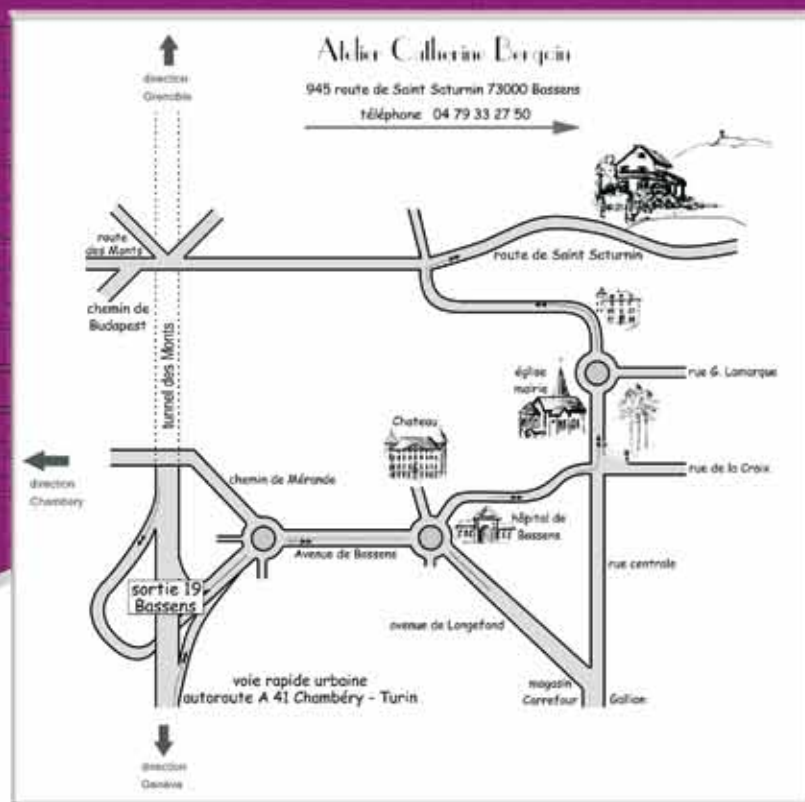 Atelier Catherine Bergoin
945 route de Saint Saturnin 73000 Bassens
téléphone 04 79 33 27 50
direction
Grenoble
route
des Monts
route de Saint Saturnin
chemin de
Budapest
tunnel des Monts
église
mairie
rue G. Lamarque
Chateau
direction
Chambéry
chemin de Mérande
rue de la Croix
hôpital de
Bassens
Avenue de Bassens
rue centrale
sortie 19
Bassens
avenue de Longefond
voie rapide urbaine
autoroute A 41 Chambéry - Turin
magasin
Carrefour
Galion
direction
Genève